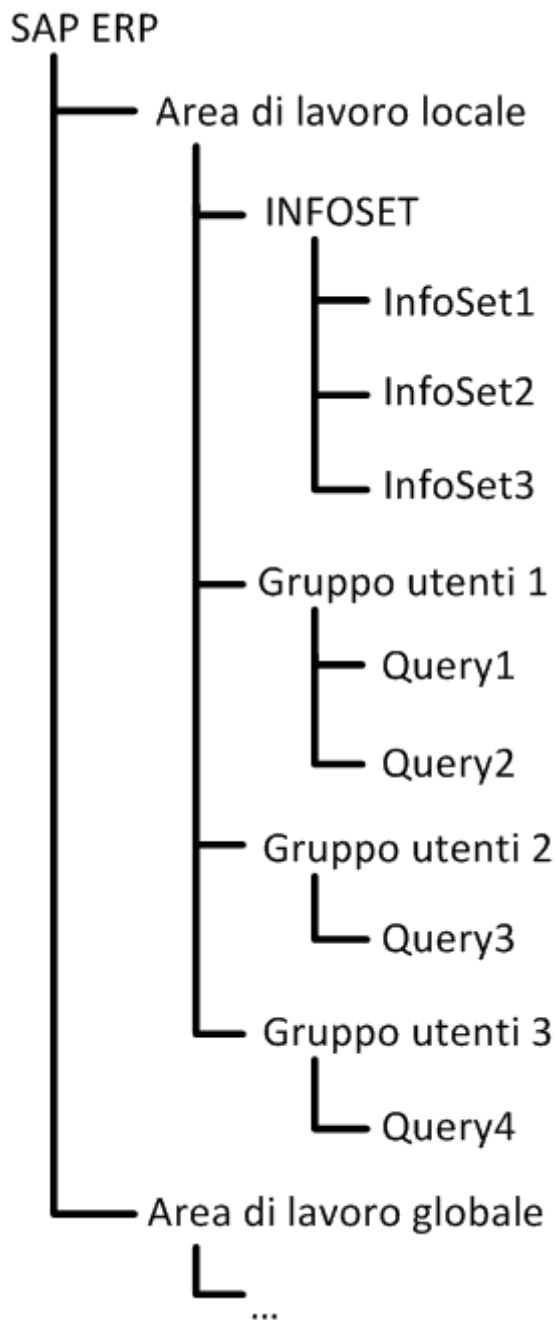 SAP ERP
Area di lavoro locale
INFOSET
InfoSet1
InfoSet2
InfoSet3
Gruppo utenti 1
Query1
Query2
Gruppo utenti 2
Query3
Gruppo utenti 3
Query4
Area di lavoro globale
...